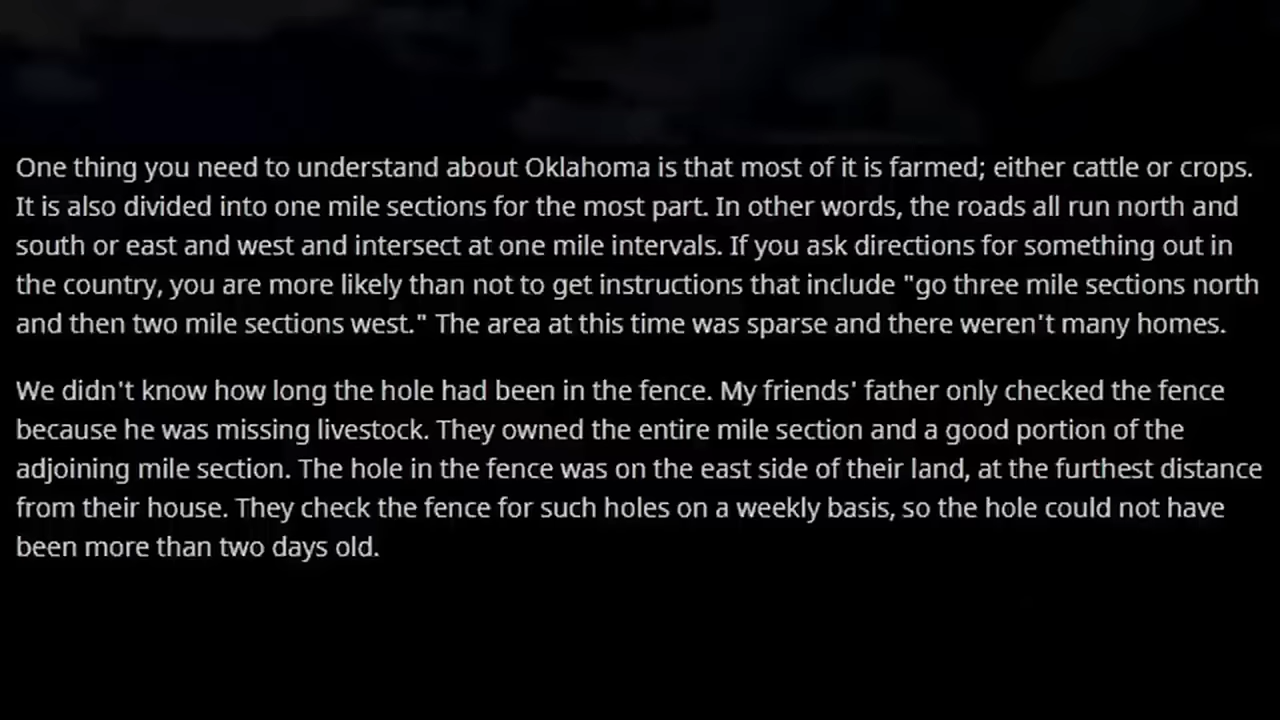 One thing you need to understand about Oklahoma is that most of it is farmed; either cattle or crops.
It is also divided into one mile sections for the most part. In other words, the roads all run north and
south or east and west and intersect at one mile intervals. If you ask directions for something out in
the country, you are more likely than not to get instructions that include "go three mile sections north
and then two mile sections west." The area at this time was sparse and there weren't many homes.
We didn't know how long the hole had been in the fence. My friends' father only checked the fence
because he was missing livestock. They owned the entire mile section and a good portion of the
adjoining mile section. The hole in the fence was on the east side of their land, at the furthest distance
from their house. They check the fence for such holes on a weekly basis, so the hole could not have
been more than two days old.